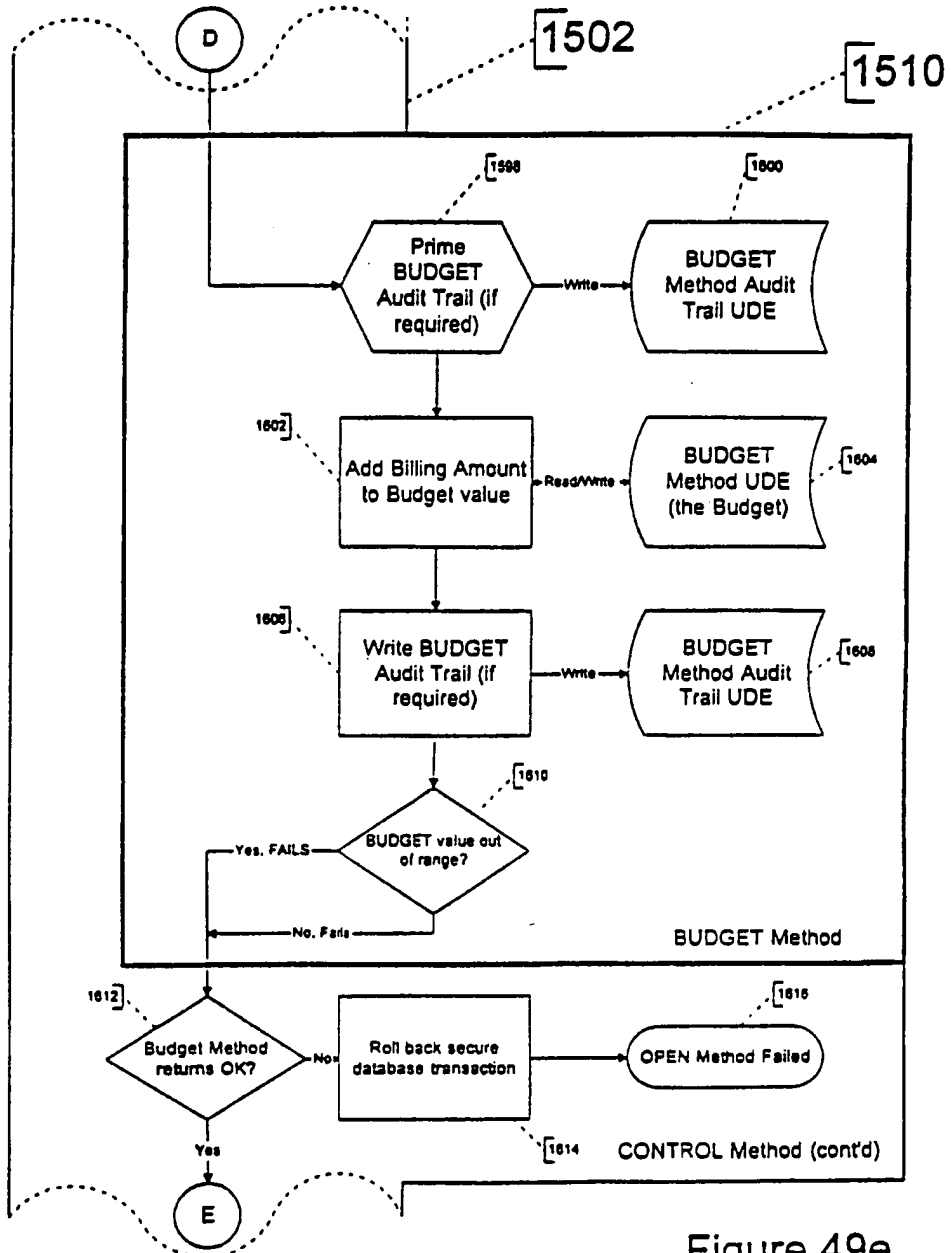 D
1502
1510
1598
1600
Prime
BUDGET
Audit Trail (if
required)
Write
BUDGET
Method Audit
Trail UDE
1602
Add Billing Amount
to Budget value
Read/Write
BUDGET
Method UDE
(the Budget)
1604
1606
Write BUDGET
Audit Trail (if
required)
Write
BUDGET
Method Audit
Trail UDE
1608
1610
BUDGET value out
of range?
Yes, FAILS
No, Fails
BUDGET Method
1612
Budget Method
returns OK?
No
Roll back secure
database transaction
1616
OPEN Method Failed
Yes
1614
CONTROL Method (cont'd)
E
Figure 49e